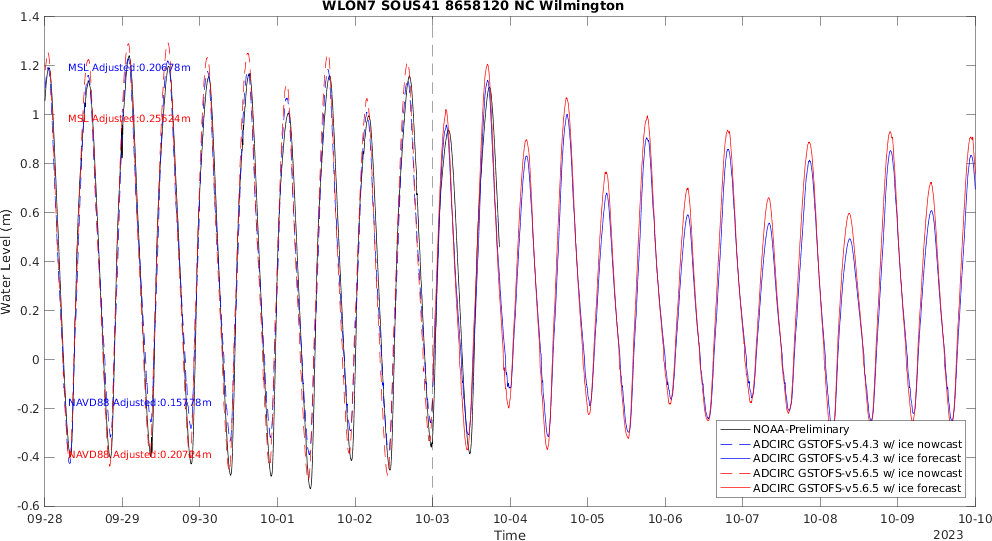 WLON7 SOUS41 8658120 NC Wilmington
1.4
1.2
1
0.8
0.6
0.4
0.2
0
-0.2
-0.4
-0.6
Water Level (m)
MSL Adjusted:0.20678m
MSL Adjusted:0.25624m
NAVD88 Adjusted:0.15778m
NAVD88 Adjusted:0.20724m
NOAA-Preliminary
ADCIRC GSTOFS-v5.4.3 w/ ice nowcast
ADCIRC GSTOFS-v5.4.3 w/ ice forecast
ADCIRC GSTOFS-v5.6.5 w/ ice nowcast
ADCIRC GSTOFS-v5.6.5 w/ ice forecast
09-28 09-29 09-30 10-01 10-02 10-03 10-04 10-05 10-06 10-07 10-08 10-09 10-10
Time
2023